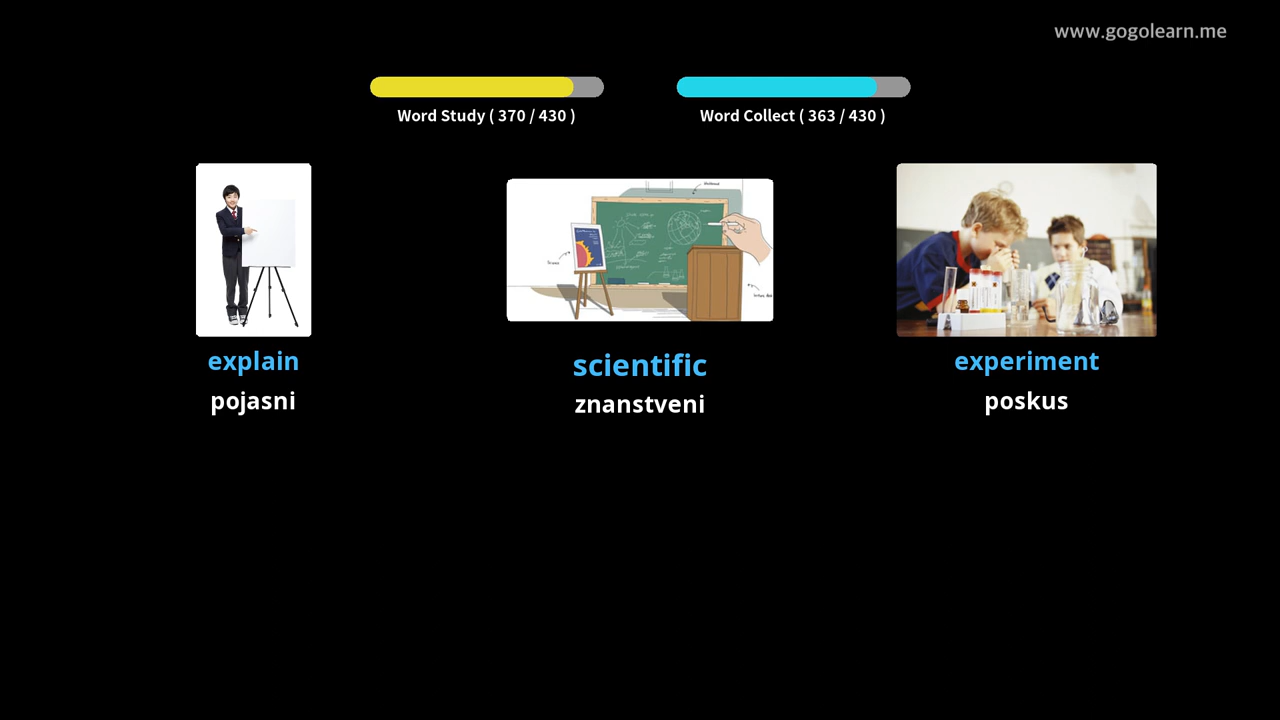 www.gogolearn.me
Word Study ( 370 / 430 )
Word Collect ( 363 / 430 )
explain
pojasni
scientific
znanstveni
experiment
poskus